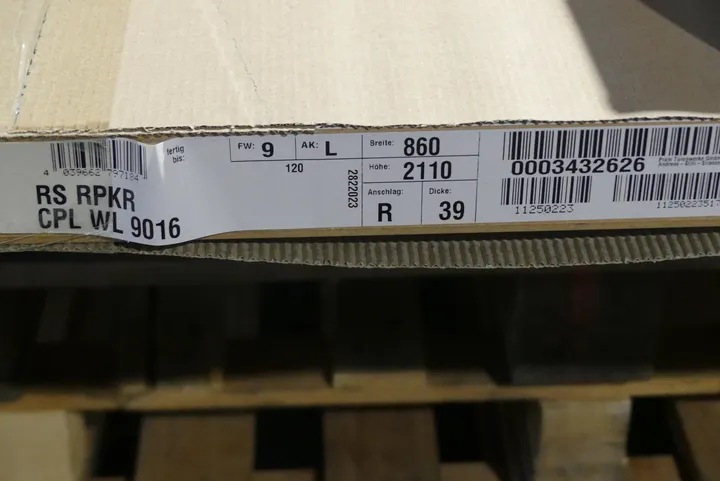 4 039662 797184
fertig
bis:
FW: 9
AK: L
120
2822023
Breite: 860
Höhe: 2110
Anschlag: R
Dicke: 39
RS RPKR
CPL WL 9016
0003432626
11250223